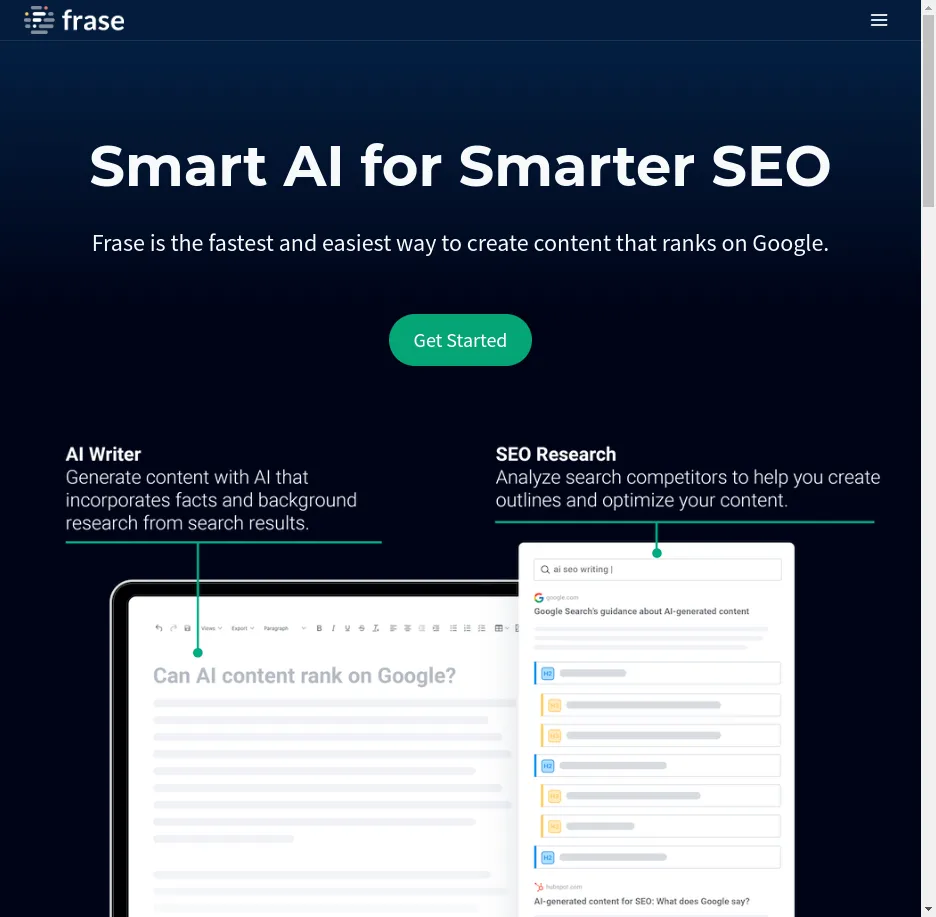 frase
Smart AI for Smarter SEO
Frase is the fastest and easiest way to create content that ranks on Google.
Get Started
AI Writer
Generate content with AI that
incorporates facts and background
research from search results.
SEO Research
Analyze search competitors to help you create
outlines and optimize your content.
Views Export Paragraph B I U S
Can AI content rank on Google?
ai seo writing |
google.com
Google Search's guidance about AI-generated content
H2
H3
H3
H2
H3
H3
H2
hubspot.com
AI-generated content for SEO: What does Google say?